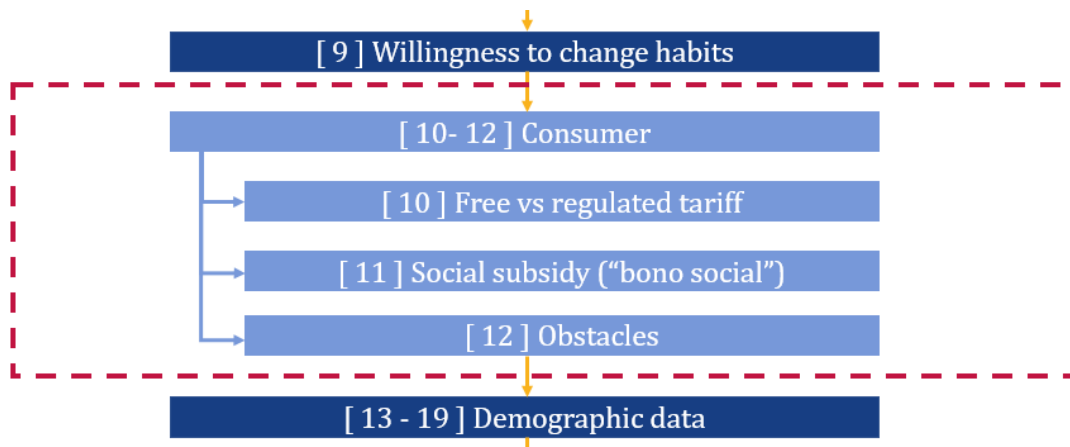 [ 9 ] Willingness to change habits
[ 10- 12 ] Consumer
[ 10 ] Free vs regulated tariff
[ 11 ] Social subsidy (“bono social”)
[ 12 ] Obstacles
[ 13 - 19 ] Demographic data